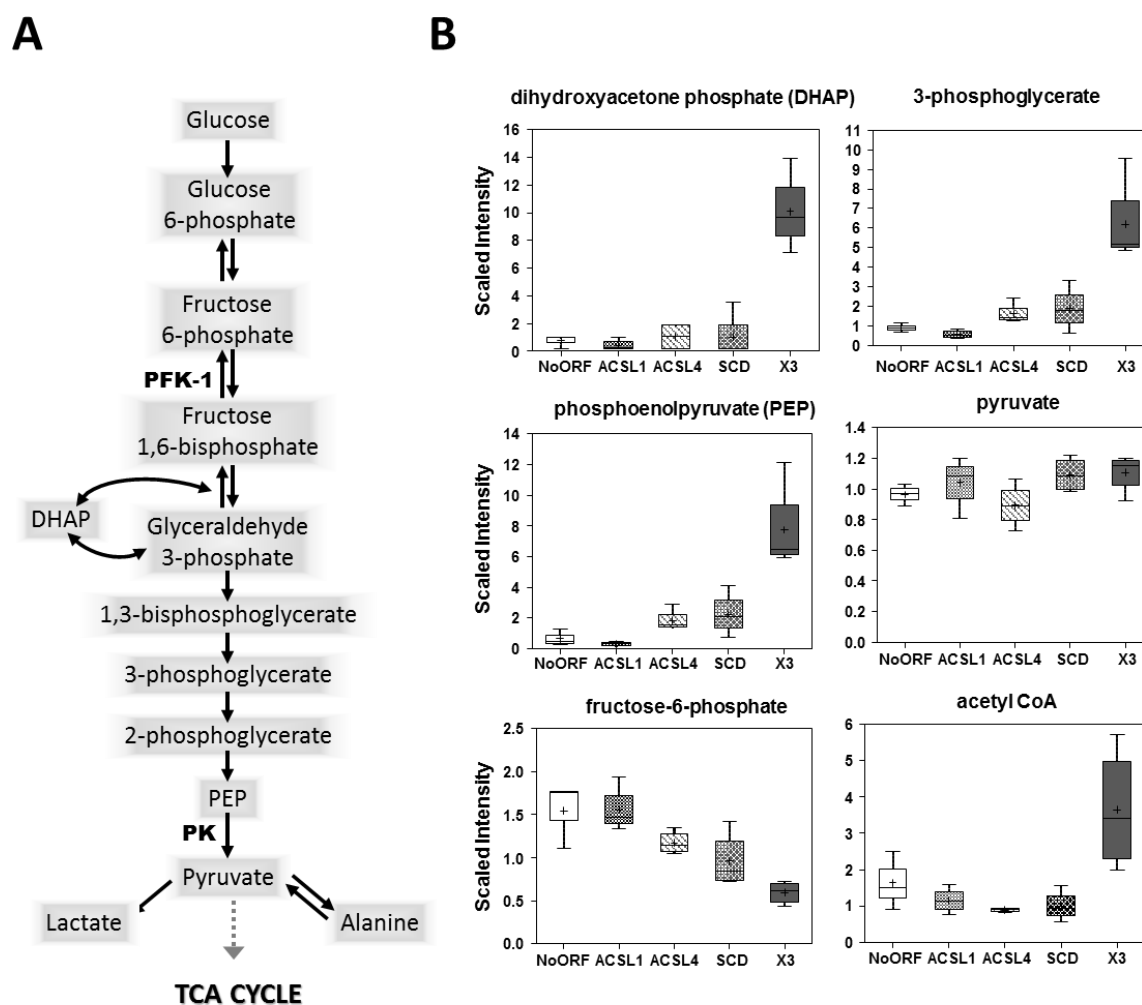 A
Glucose
Glucose
6-phosphate
Fructose
6-phosphate
PFK-1
Fructose
1,6-bisphosphate
DHAP
Glyceraldehyde
3-phosphate
1,3-bisphosphoglycerate
3-phosphoglycerate
2-phosphoglycerate
PEP
PK
Pyruvate
Lactate
Alanine
TCA CYCLE
B
dihydroxyacetone phosphate (DHAP)
Scaled Intensity
16
14
12
10
8
6
4
2
0
NoORF ACSL1 ACSL4 SCD X3
3-phosphoglycerate
11
10
9
8
7
6
5
4
3
2
1
0
NoORF ACSL1 ACSL4 SCD X3
phosphoenolpyruvate (PEP)
Scaled Intensity
14
12
10
8
6
4
2
0
NoORF ACSL1 ACSL4 SCD X3
pyruvate
1.4
1.2
1.0
0.8
0.6
0.4
0.2
0.0
NoORF ACSL1 ACSL4 SCD X3
fructose-6-phosphate
Scaled Intensity
2.5
2.0
1.5
1.0
0.5
0.0
NoORF ACSL1 ACSL4 SCD X3
acetyl CoA
6
5
4
3
2
1
0
NoORF ACSL1 ACSL4 SCD X3